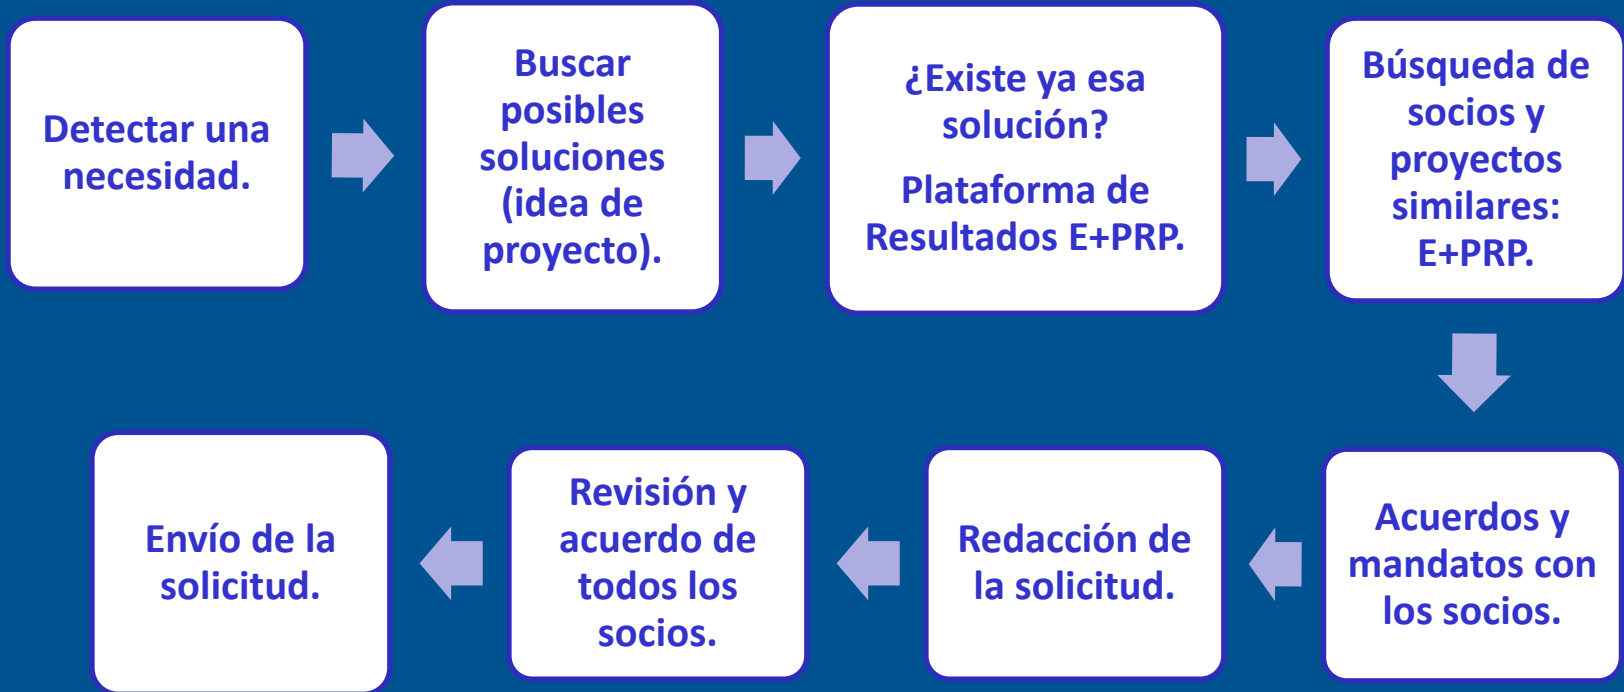 Detectar una
necesidad.
Buscar
posibles
soluciones
(idea de
proyecto).
¿Existe ya esa
solución?
Plataforma de
Resultados E+PRP.
Búsqueda de
socios y
proyectos
similares:
E+PRP.
Acuerdos y
mandatos con
los socios.
Redacción de
la solicitud.
Revisión y
acuerdo de
todos los
socios.
Envío de la
solicitud.